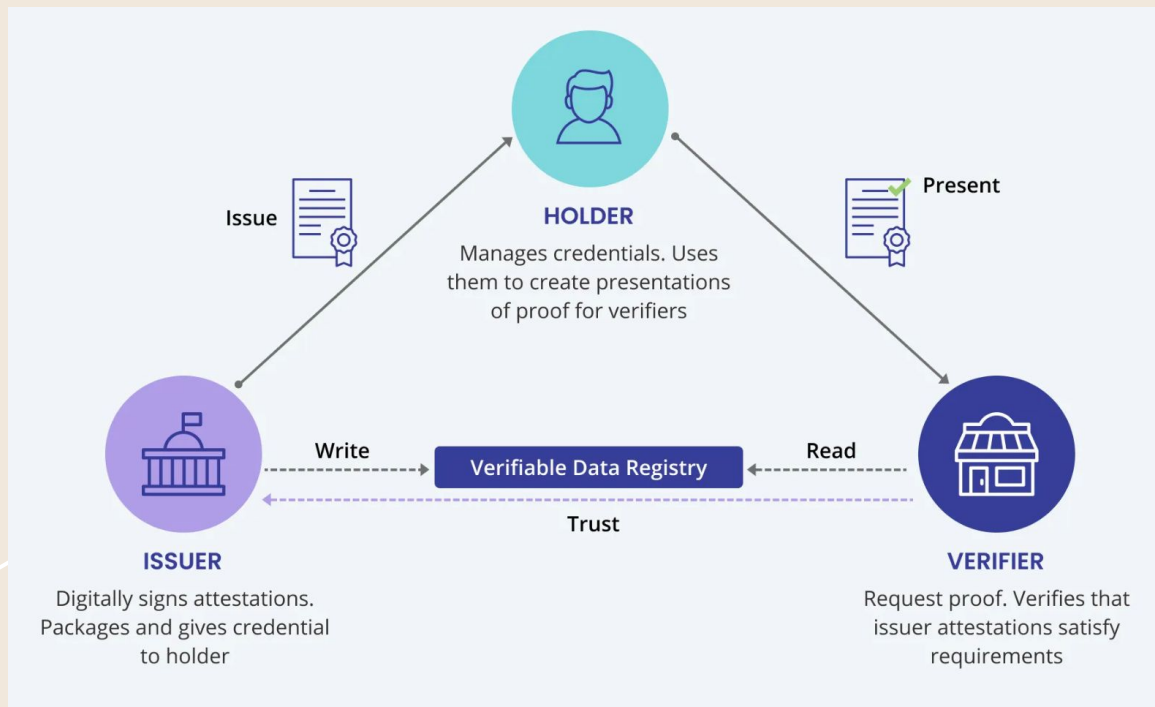 Issue
Present
HOLDER
Manages credentials. Uses
them to create presentations
of proof for verifiers
Write
Verifiable Data Registry
Read
Trust
ISSUER
Digitally signs attestations.
Packages and gives credential
to holder
VERIFIER
Request proof. Verifies that
issuer attestations satisfy
requirements